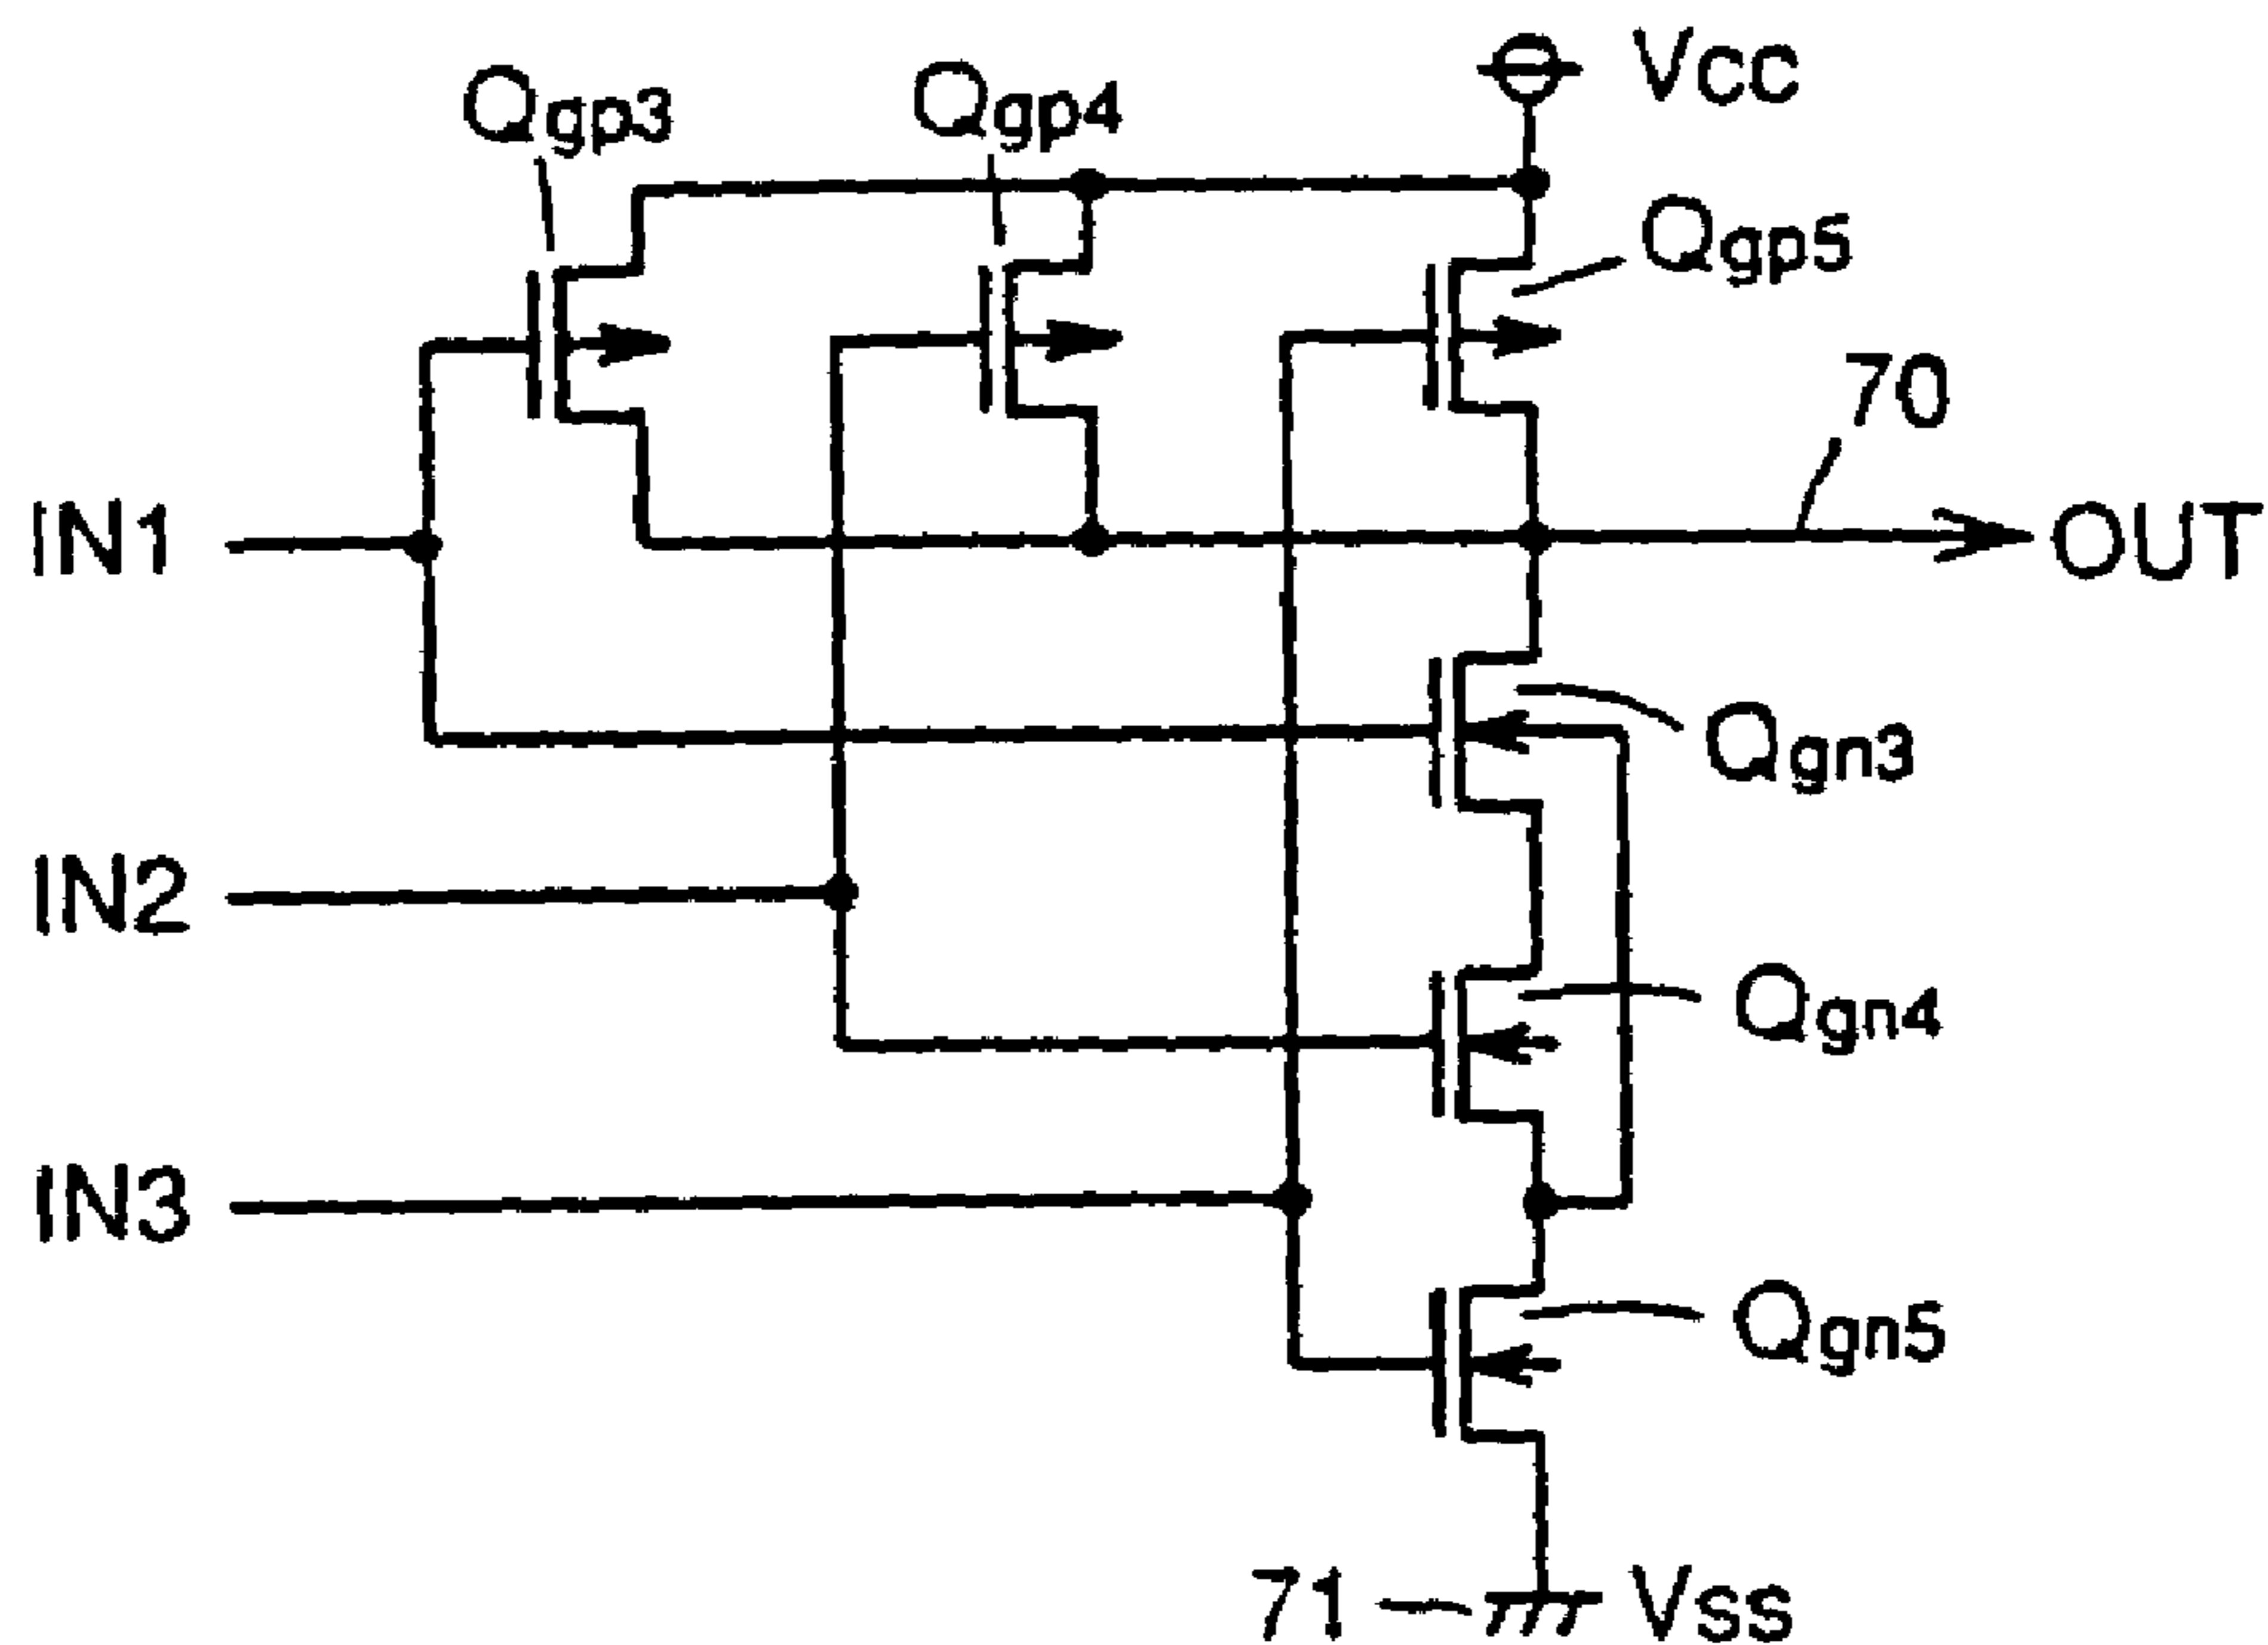 Vcc
Qgp3
Qgp4
Qgp5
70
IN1
OUT
Qgn3
IN2
Qgn4
IN3
Qgn5
71
Vss